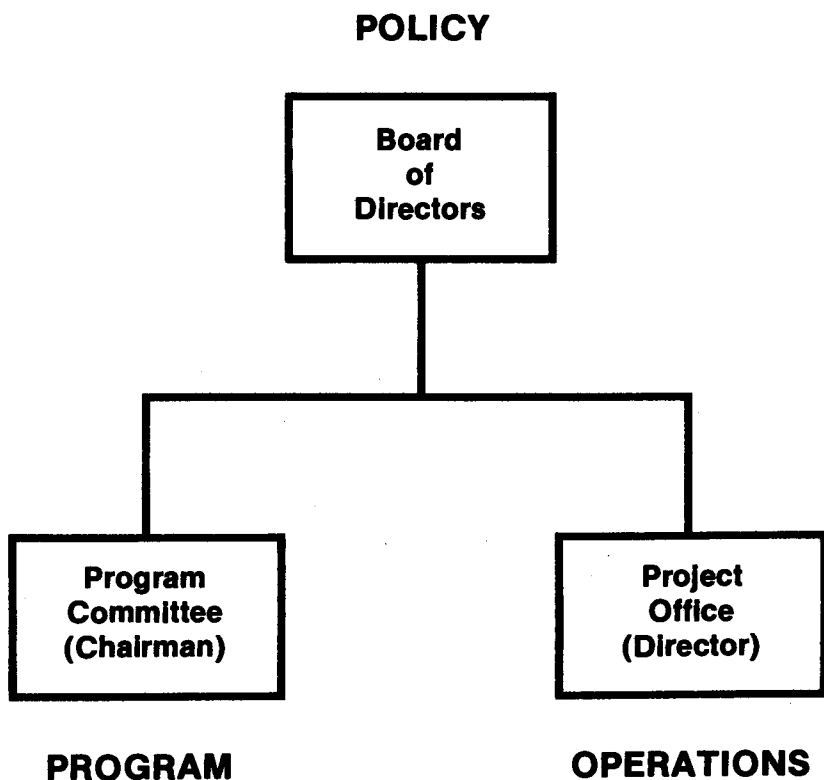 POLICY
Board
of
Directors
Program
Committee
(Chairman)
Project
Office
(Director)
PROGRAM
OPERATIONS